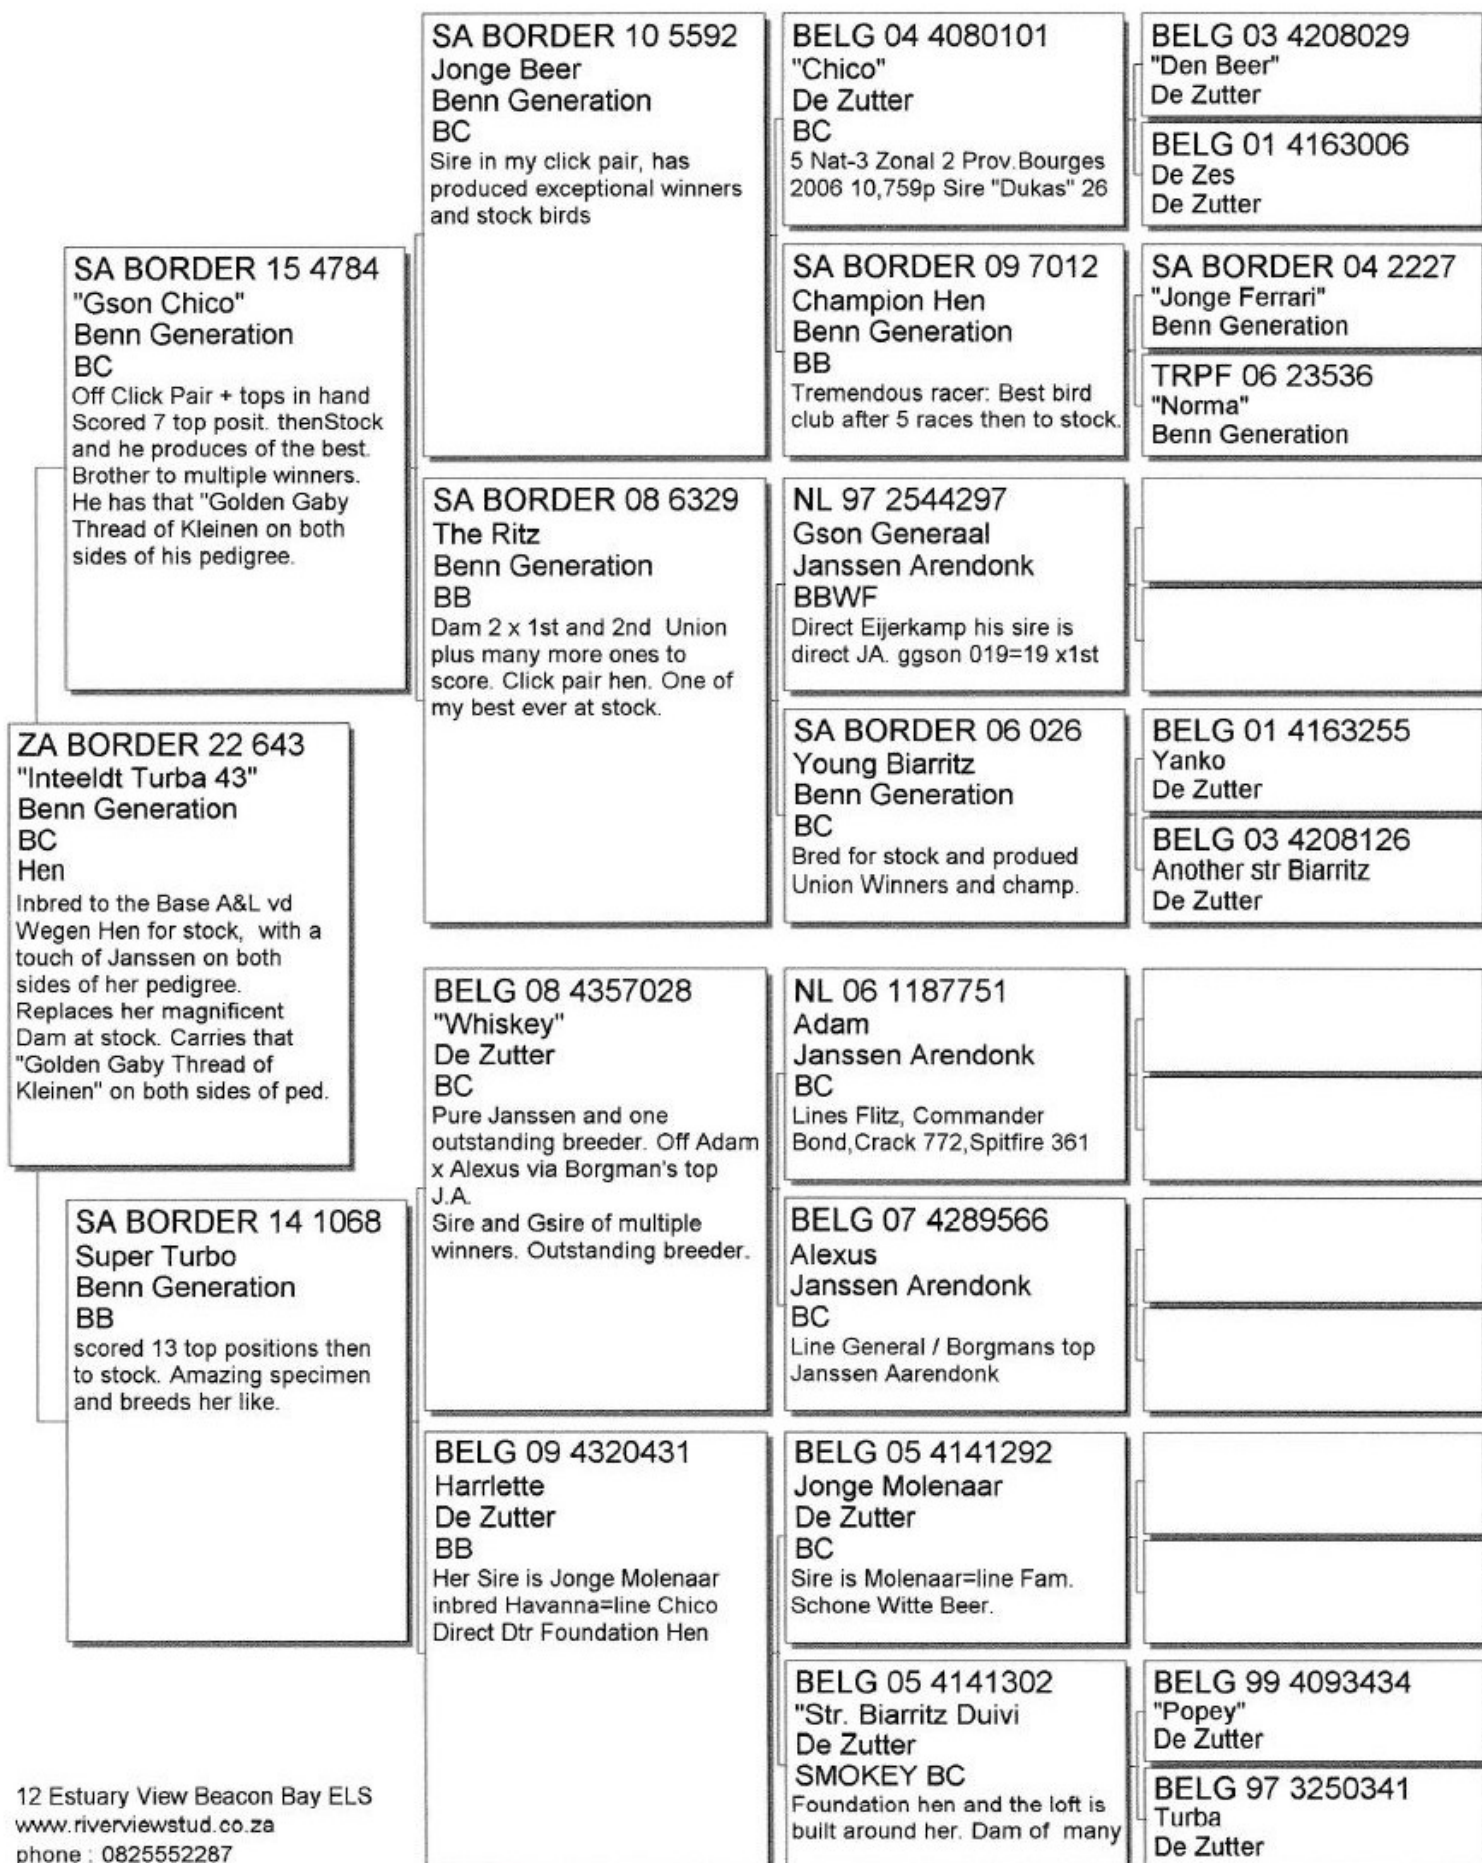 ZA BORDER 22 643
"Inteeldt Turba 43"
Benn Generation
BC
Hen
Inbred to the Base A&L vd
Wegen Hen for stock, with a
touch of Janssen on both
sides of her pedigree.
Replaces her magnificent
Dam at stock. Carries that
"Golden Gaby Thread of
Kleinen" on both sides of ped.
SA BORDER 15 4784
"Gson Chico"
Benn Generation
BC
Off Click Pair + tops in hand
Scored 7 top posit. thenStock
and he produces of the best.
Brother to multiple winners.
He has that "Golden Gaby
Thread of Kleinen on both
sides of his pedigree.
SA BORDER 14 1068
Super Turbo
Benn Generation
BB
scored 13 top positions then
to stock. Amazing specimen
and breeds her like.
SA BORDER 10 5592
Jonge Beer
Benn Generation
BC
Sire in my click pair, has
produced exceptional winners
and stock birds
SA BORDER 08 6329
The Ritz
Benn Generation
BB
Dam 2 x 1st and 2nd Union
plus many more ones to
score. Click pair hen. One of
my best ever at stock.
BELG 08 4357028
"Whiskey"
De Zutter
BC
Pure Janssen and one
outstanding breeder. Off Adam
x Alexus via Borgman's top
J.A.
Sire and Gsire of multiple
winners. Outstanding breeder.
BELG 09 4320431
Harrlette
De Zutter
BB
Her Sire is Jonge Molenaar
inbred Havanna=line Chico
Direct Dtr Foundation Hen
BELG 04 4080101
"Chico"
De Zutter
BC
5 Nat-3 Zonal 2 Prov.Bourges
2006 10,759p Sire "Dukas" 26
SA BORDER 09 7012
Champion Hen
Benn Generation
BB
Tremendous racer: Best bird
club after 5 races then to stock.
NL 97 2544297
Gson Generaal
Janssen Arendonk
BBWF
Direct Eijerkamp his sire is
direct JA. ggson 019=19 x1st
SA BORDER 06 026
Young Biarritz
Benn Generation
BC
Bred for stock and produed
Union Winners and champ.
NL 06 1187751
Adam
Janssen Arendonk
BC
Lines Flitz, Commander
Bond,Crack 772,Spitfire 361
BELG 07 4289566
Alexus
Janssen Arendonk
BC
Line General / Borgmans top
Janssen Aarendonk
BELG 05 4141292
Jonge Molenaar
De Zutter
BC
Sire is Molenaar=line Fam.
Schone Witte Beer.
BELG 05 4141302
"Str. Biarritz Duivi
De Zutter
SMOKEY BC
Foundation hen and the loft is
built around her. Dam of many
BELG 03 4208029
"Den Beer"
De Zutter
BELG 01 4163006
De Zes
De Zutter
SA BORDER 04 2227
"Jonge Ferrari"
Benn Generation
TRPF 06 23536
"Norma"
Benn Generation
BELG 01 4163255
Yanko
De Zutter
BELG 03 4208126
Another str Biarritz
De Zutter
BELG 99 4093434
"Popey"
De Zutter
BELG 97 3250341
Turba
De Zutter
12 Estuary View Beacon Bay ELS
www.riverviewstud.co.za
phone : 0825552287